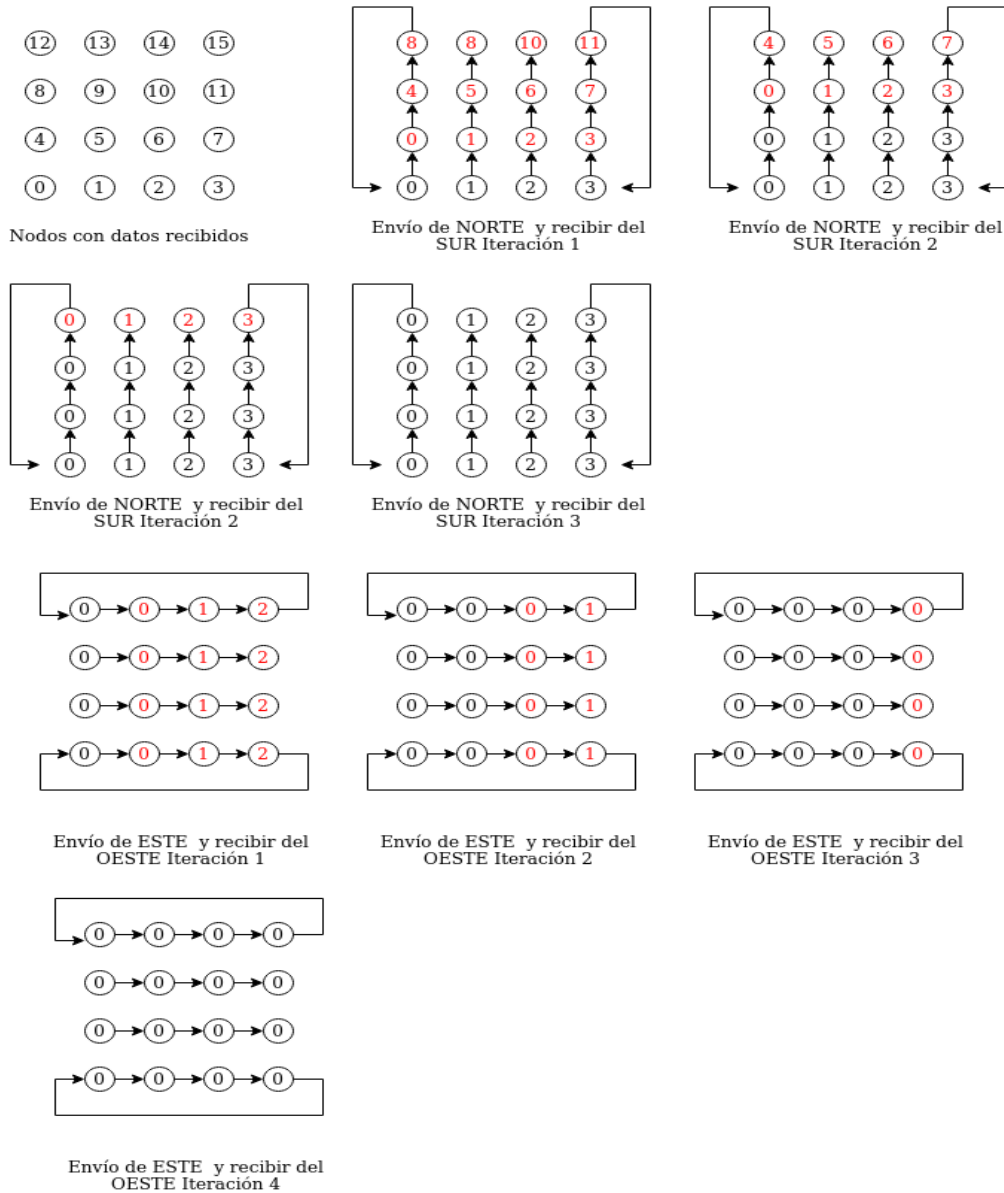 12 13 14 15
8 9 10 11
4 5 6 7
0 1 2 3
Nodos con datos recibidos
8 8 10 11
4 5 6 7
0 1 2 3
0 1 2 3
Envío de NORTE y recibir del
SUR Iteración 1
4 5 6 7
0 1 2 3
0 1 2 3
0 1 2 3
Envío de NORTE y recibir del
SUR Iteración 2
0 1 2 3
0 1 2 3
0 1 2 3
0 1 2 3
Envío de NORTE y recibir del
SUR Iteración 2
0 1 2 3
0 1 2 3
0 1 2 3
0 1 2 3
Envío de NORTE y recibir del
SUR Iteración 3
0 0 1 2
0 0 1 2
0 0 1 2
0 0 1 2
Envío de ESTE y recibir del
OESTE Iteración 1
0 0 0 1
0 0 0 1
0 0 0 1
0 0 0 1
Envío de ESTE y recibir del
OESTE Iteración 2
0 0 0 0
0 0 0 0
0 0 0 0
0 0 0 0
Envío de ESTE y recibir del
OESTE Iteración 3
0 0 0 0
0 0 0 0
0 0 0 0
0 0 0 0
Envío de ESTE y recibir del
OESTE Iteración 4